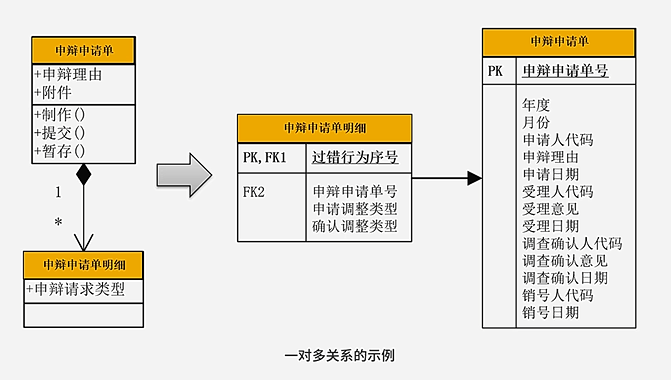 申辩申请单
+申辩理由
+附件
+制作()
+提交()
+暂存()
1
*
申辩申请单明细
+申辩请求类型
申辩申请单明细
PK,FK1 过错行为序号
FK2 申辩申请单号
申请调整类型
确认调整类型
申辩申请单
PK 申辩申请单号
年度
月份
申请人代码
申辩理由
申请日期
受理人代码
受理意见
受理日期
调查确认人代码
调查确认意见
调查确认日期
销号人代码
销号日期
一对多关系的示例